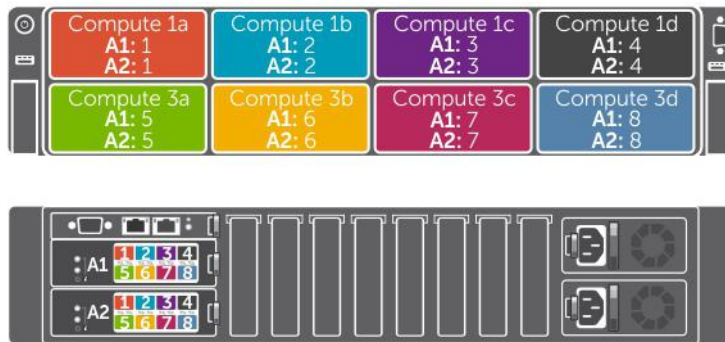 Compute 1a
A1: 1
A2: 1
Compute 1b
A1: 2
A2: 2
Compute 1c
A1: 3
A2: 3
Compute 1d
A1: 4
A2: 4
Compute 3a
A1: 5
A2: 5
Compute 3b
A1: 6
A2: 6
Compute 3c
A1: 7
A2: 7
Compute 3d
A1: 8
A2: 8
A1
1 2 3 4
5 6 7 8
A2
1 2 3 4
5 6 7 8